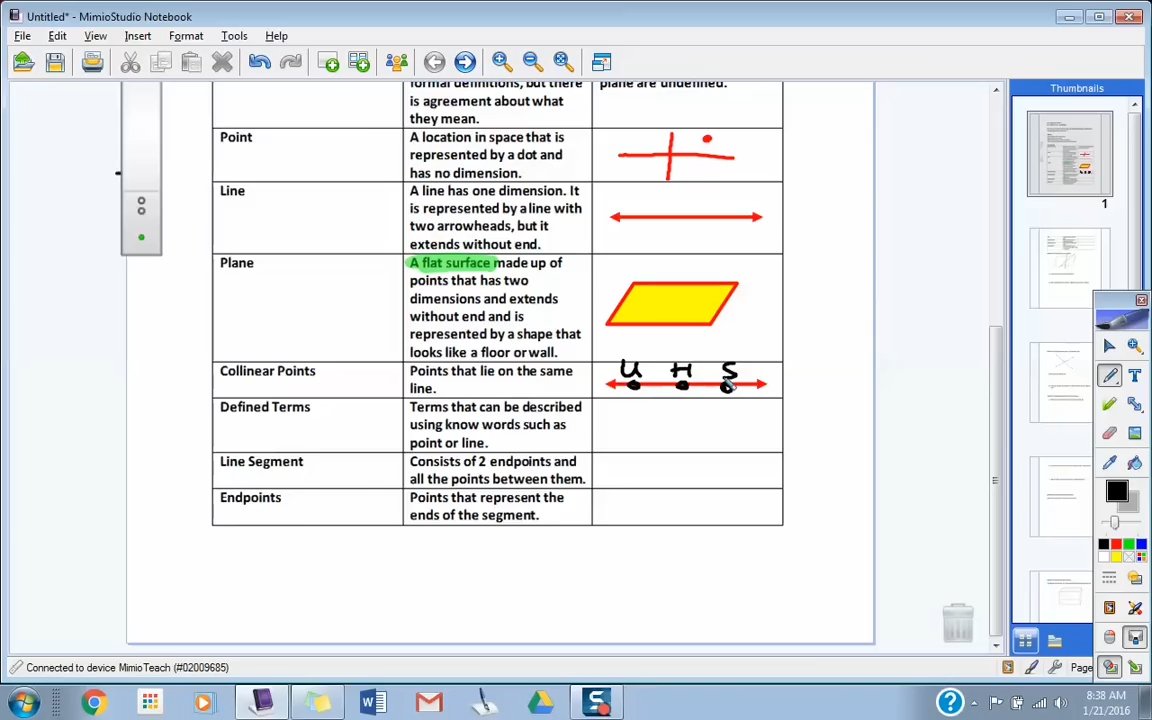 Untitled* - MimioStudio Notebook
File Edit View Insert Format Tools Help
formal definitions, but there
is agreement about what
they mean.
plane are undefined.
Point
A location in space that is
represented by a dot and
has no dimension.
Line
A line has one dimension. It
is represented by a line with
two arrowheads, but it
extends without end.
Plane
A flat surface made up of
points that has two
dimensions and extends
without end and is
represented by a shape that
looks like a floor or wall.
Collinear Points
Points that lie on the same
line.
U H S
Defined Terms
Terms that can be described
using know words such as
point or line.
Line Segment
Consists of 2 endpoints and
all the points between them.
Endpoints
Points that represent the
ends of the segment.
Thumbnails
1
Connected to device MimioTeach (#02009685)
Page
8:38 AM
1/21/2016